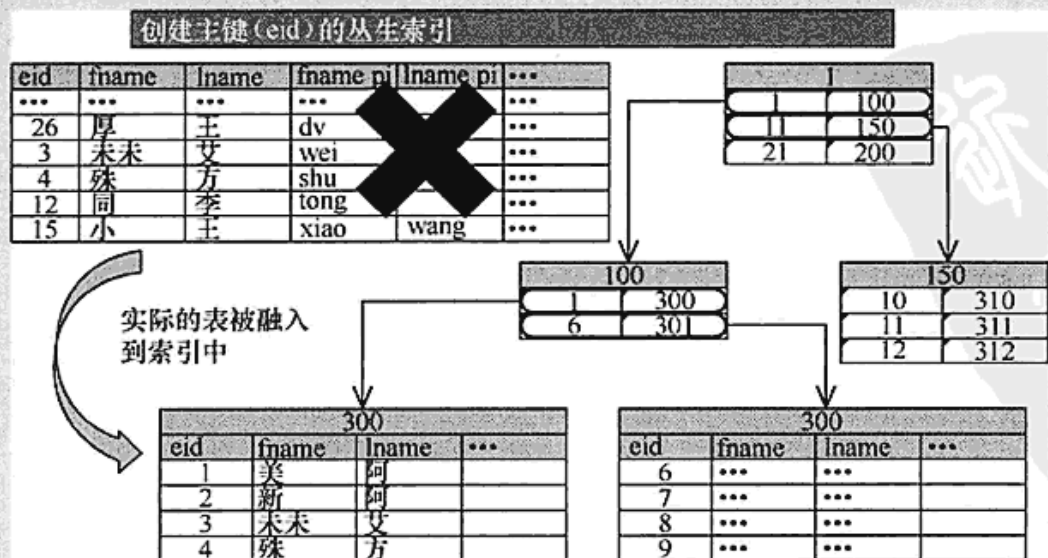 创建主键(eid)的丛生索引
eid fname lname fname pi lname pi •••
••• ••• ••• ••• •••
26 厚 王 dv •••
3 未未 艾 wei •••
4 殊 方 shu •••
12 同 李 tong •••
15 小 王 xiao wang •••
1
1 100
11 150
21 200
实际的表被融入
到索引中
100
1 300
6 301
150
10 310
11 311
12 312
300
eid fname lname •••
1 美 阿
2 新 阿
3 未未 艾
4 殊 方
300
eid fname lname •••
6 ••• •••
7 ••• •••
8 ••• •••
9 ••• •••